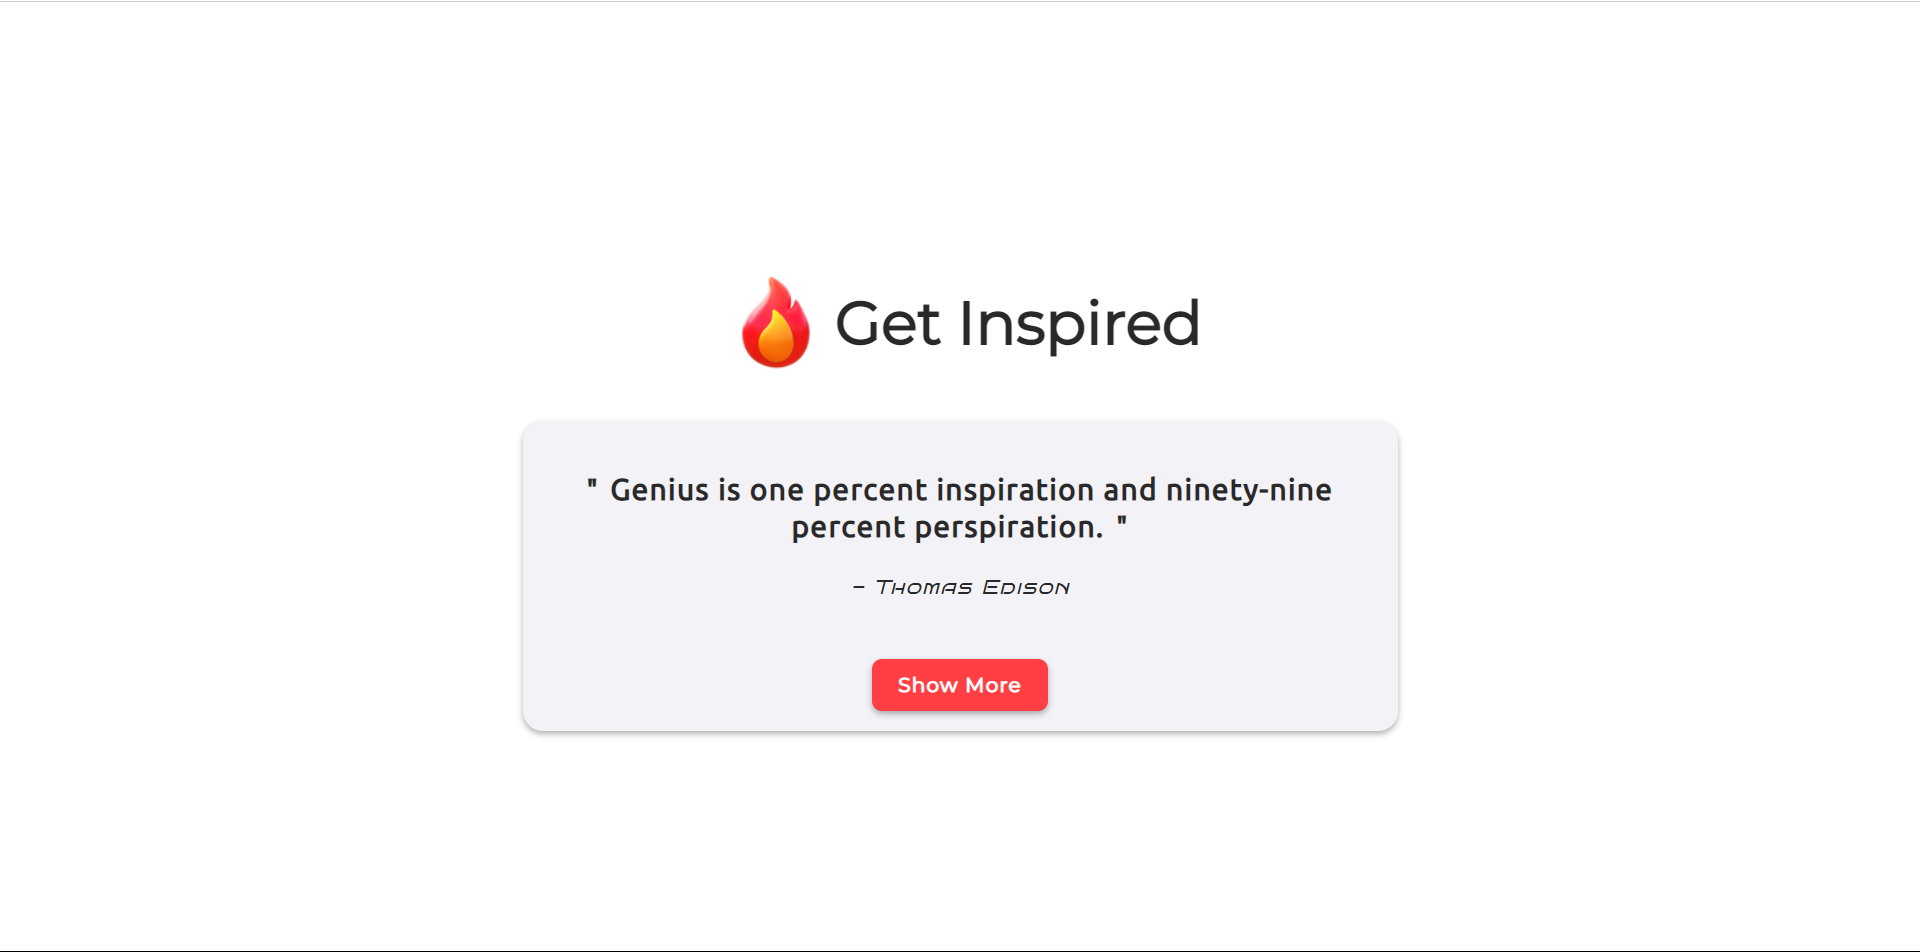 Get Inspired
" Genius is one percent inspiration and ninety-nine
percent perspiration. "
- Thomas Edison
Show More